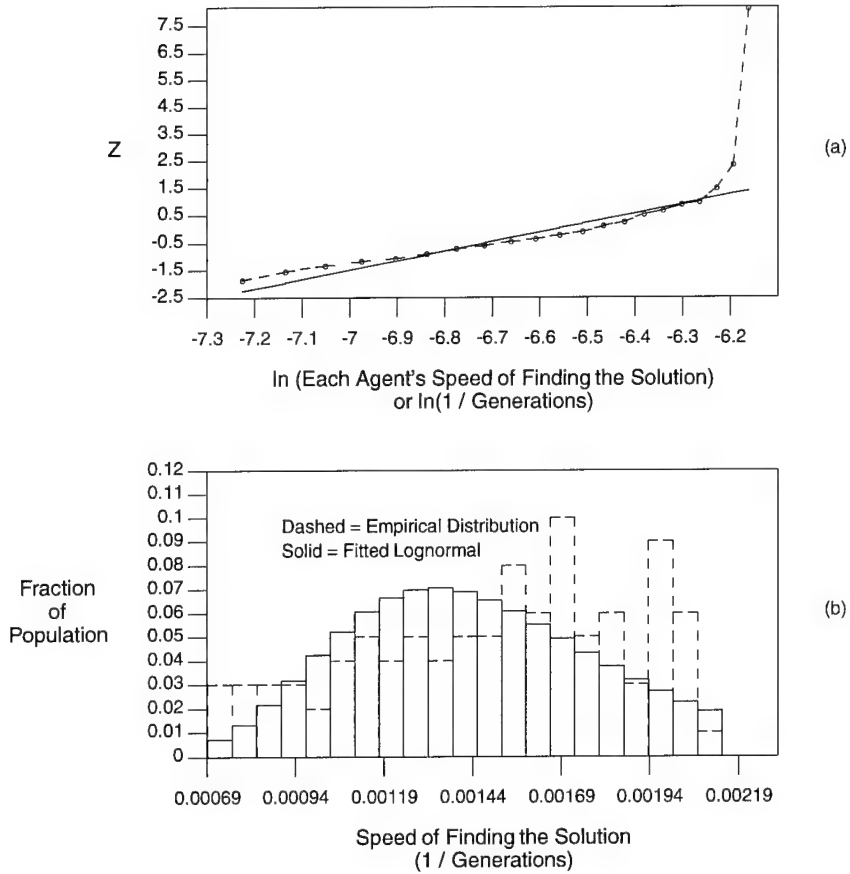 7.5
6.5
5.5
4.5
3.5
2.5
1.5
0.5
-0.5
-1.5
-2.5
Z
(a)
-7.3 -7.2 -7.1 -7 -6.9 -6.8 -6.7 -6.6 -6.5 -6.4 -6.3 -6.2
ln (Each Agent's Speed of Finding the Solution)
or ln(1 / Generations)
0.12
0.11
0.1
0.09
0.08
0.07
0.06
0.05
0.04
0.03
0.02
0.01
0
Dashed = Empirical Distribution
Solid = Fitted Lognormal
Fraction
of
Population
(b)
0.00069 0.00094 0.00119 0.00144 0.00169 0.00194 0.00219
Speed of Finding the Solution
(1 / Generations)